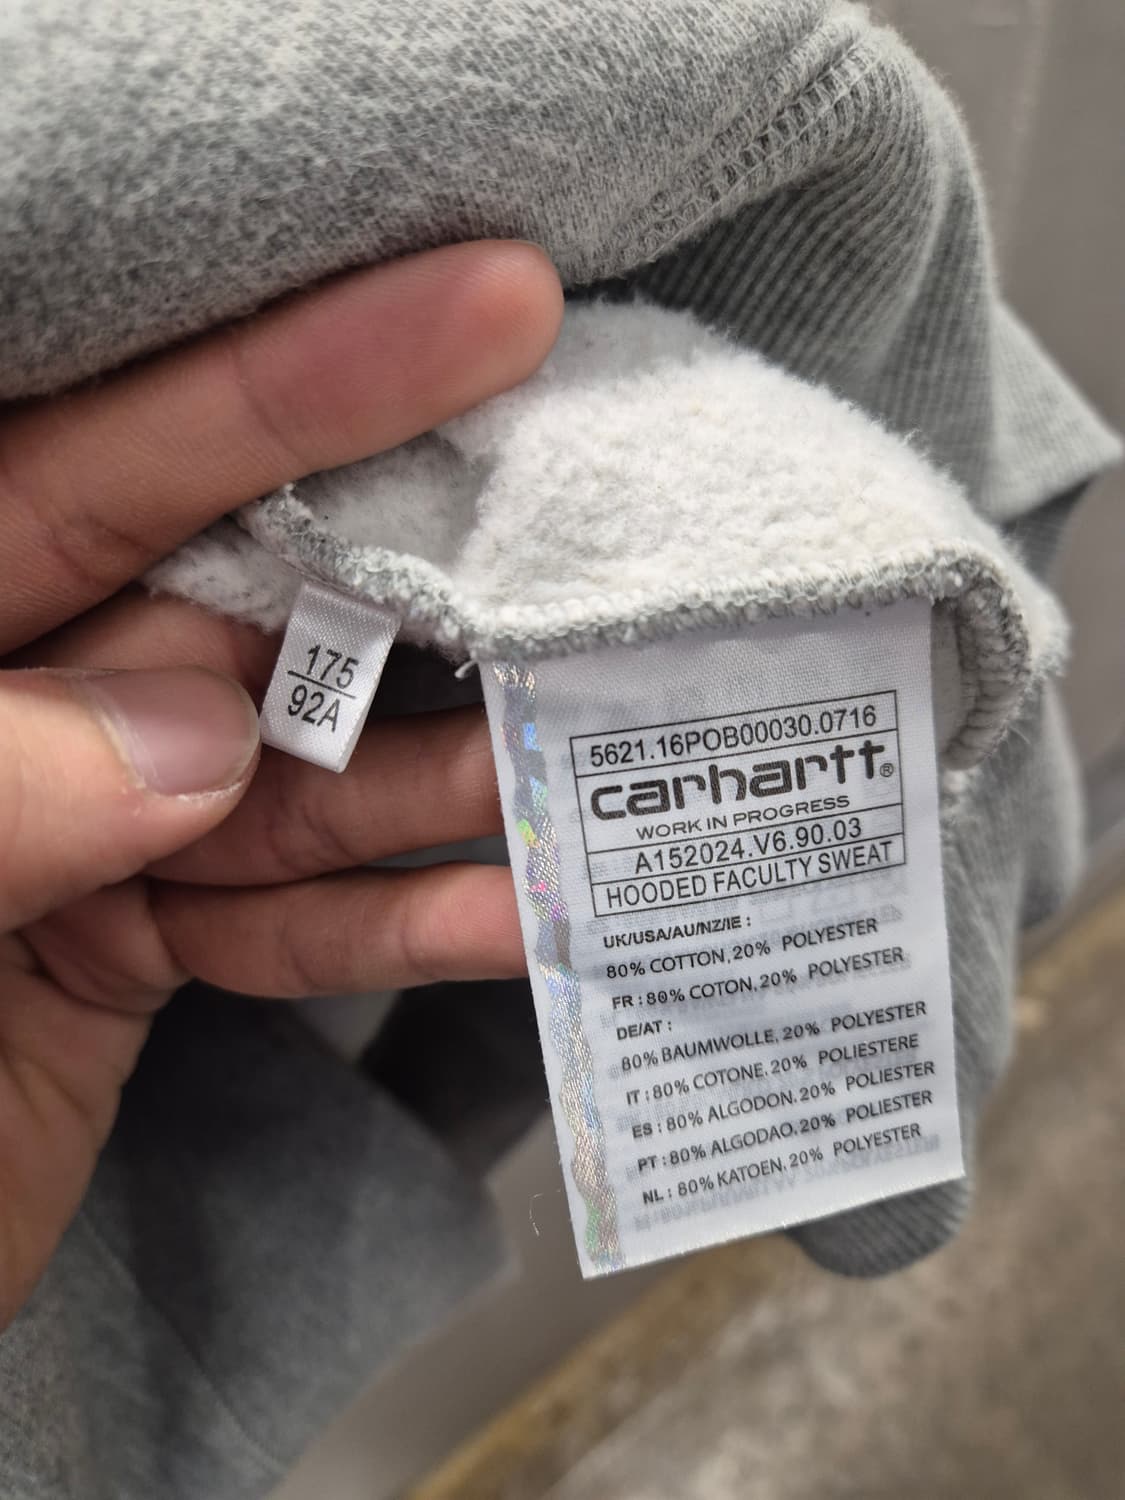 175
92A
5621.16POB00030.0716
carhartt®
WORK IN PROGRESS
A152024.V6.90.03
HOODED FACULTY SWEAT
UK/USA/AU/NZ/IE :
80% COTTON, 20% POLYESTER
FR : 80% COTON, 20% POLYESTER
DE/AT :
80% BAUMWOLLE, 20% POLYESTER
IT : 80% COTONE, 20% POLIESTERE
ES : 80% ALGODON, 20% POLIESTER
PT : 80% ALGODAO, 20% POLIESTER
NL : 80% KATOEN, 20% POLYESTER